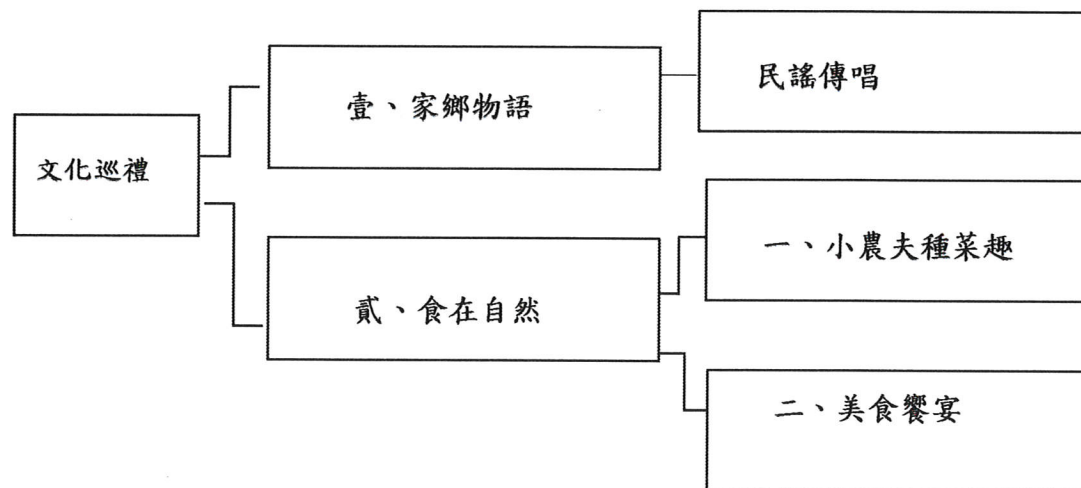 文化巡禮
壹、家鄉物語
民謠傳唱
貳、食在自然
一、小農夫種菜趣
二、美食饗宴